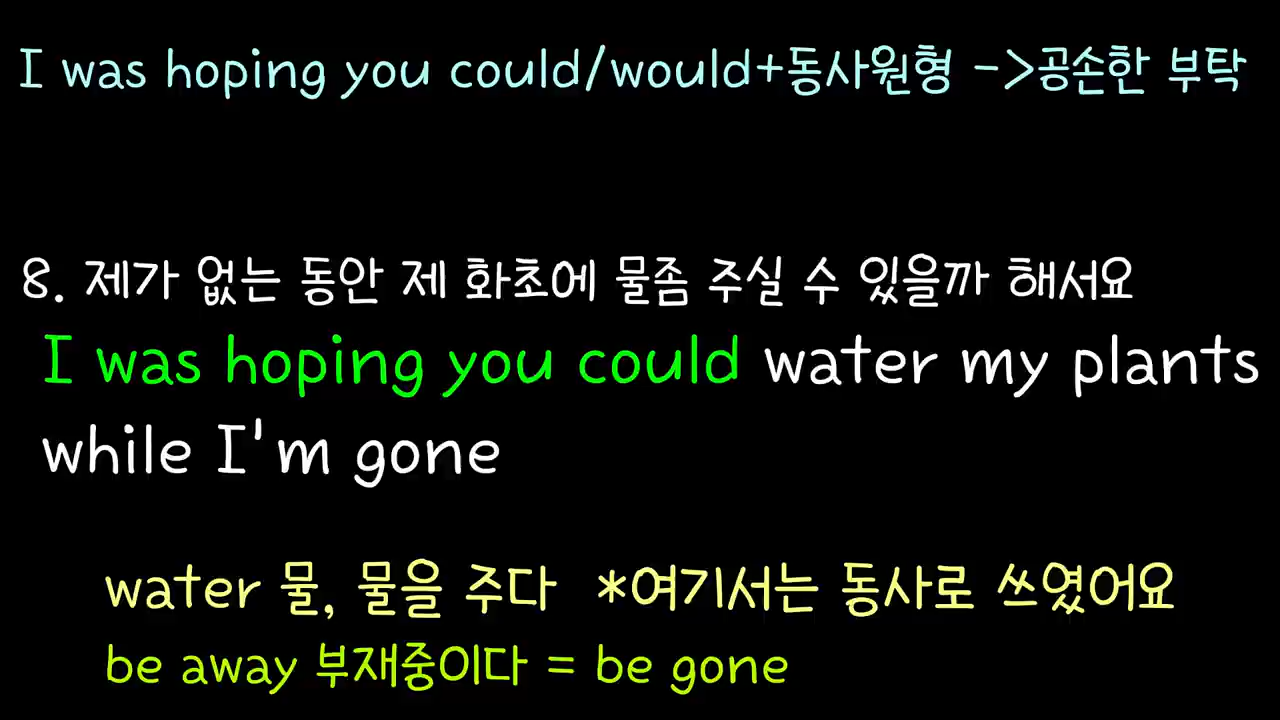 I was hoping you could/would+동사원형 ->공손한 부탁
8. 제가 없는 동안 제 화초에 물좀 주실 수 있을까 해서요
I was hoping you could water my plants
while I'm gone
water 물, 물을 주다 *여기서는 동사로 쓰였어요
be away 부재중이다 = be gone